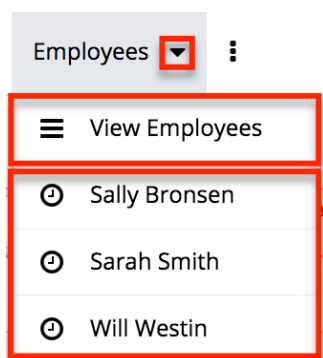 Employees
View Employees
Sally Bronsen
Sarah Smith
Will Westin